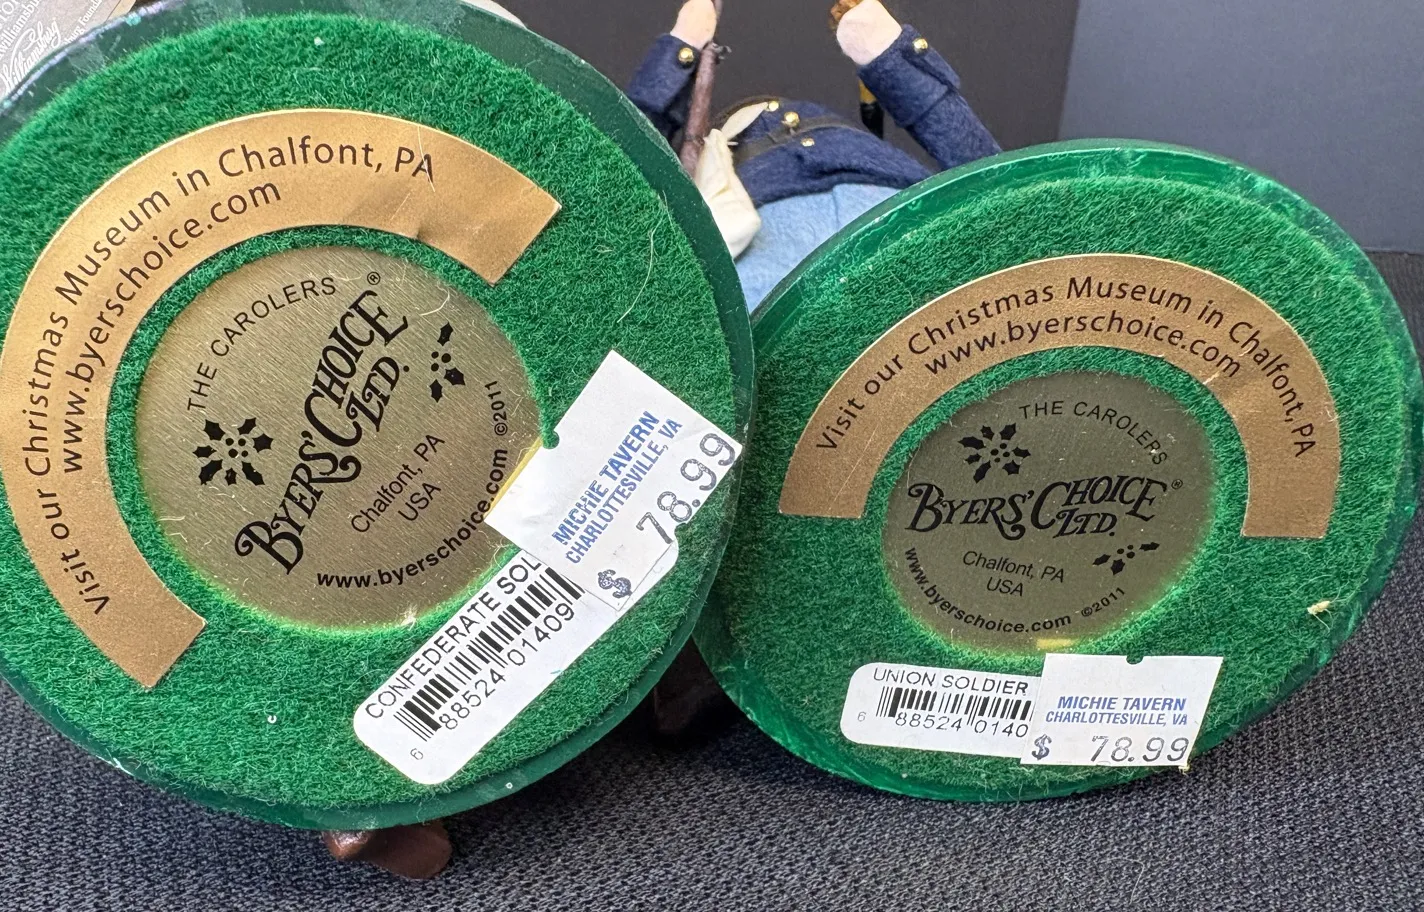 Williamsburg
Visit our Christmas Museum in Chalfont, PA
www.byerschoice.com
THE CAROLERS®
BYERS' CHOICE
LTD.
Chalfont, PA
USA
www.byerschoice.com ©2011
MICHIE TAVERN
CHARLOTTESVILLE, VA
$ 78.99
CONFEDERATE SOL
6 88524 01409
Visit our Christmas Museum in Chalfont, PA
www.byerschoice.com
THE CAROLERS
BYERS' CHOICE®
LTD.
Chalfont, PA
USA
www.byerschoice.com ©2011
UNION SOLDIER
6 88524 0140
MICHIE TAVERN
CHARLOTTESVILLE, VA
$ 78.99